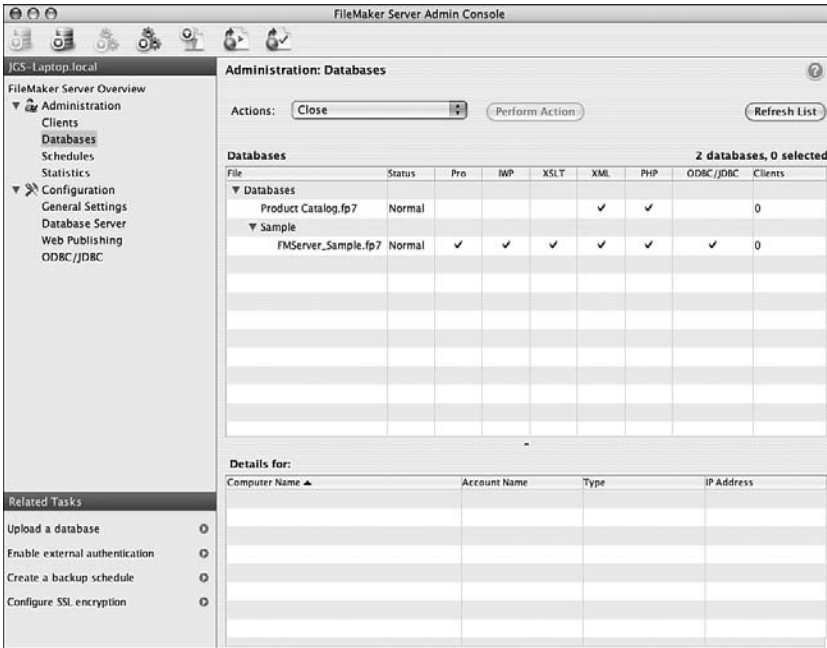 FileMaker Server Admin Console
JGS-Laptop.local
FileMaker Server Overview
Administration
Clients
Databases
Schedules
Statistics
Configuration
General Settings
Database Server
Web Publishing
ODBC/JDBC
Related Tasks
Upload a database
Enable external authentication
Create a backup schedule
Configure SSL encryption
Administration: Databases
?
Actions: Close Perform Action Refresh List
Databases 2 databases, 0 selected
File Status Pro IWP XSLT XML PHP ODBC/JDBC Clients
Databases
Product Catalog.fp7 Normal ✓ ✓ 0
Sample
FMServer_Sample.fp7 Normal ✓ ✓ ✓ ✓ ✓ ✓ 0
Details for:
Computer Name Account Name Type IP Address